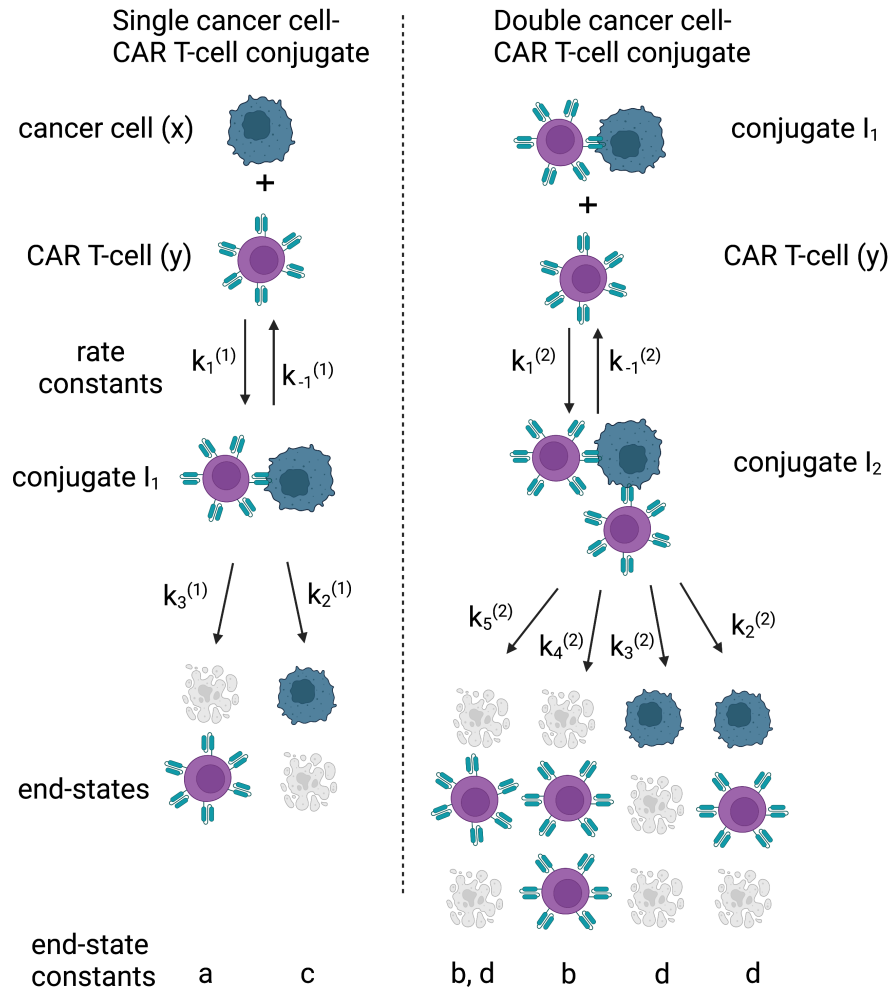 Single cancer cell-
CAR T-cell conjugate
cancer cell (x)
+
CAR T-cell (y)
rate
constants
k₁⁽¹⁾
k₋₁⁽¹⁾
conjugate I₁
k₃⁽¹⁾
k₂⁽¹⁾
end-states
end-state
constants
a
c
Double cancer cell-
CAR T-cell conjugate
conjugate I₁
+
CAR T-cell (y)
k₁⁽²⁾
k₋₁⁽²⁾
conjugate I₂
k₅⁽²⁾
k₄⁽²⁾
k₃⁽²⁾
k₂⁽²⁾
b, d
b
d
d